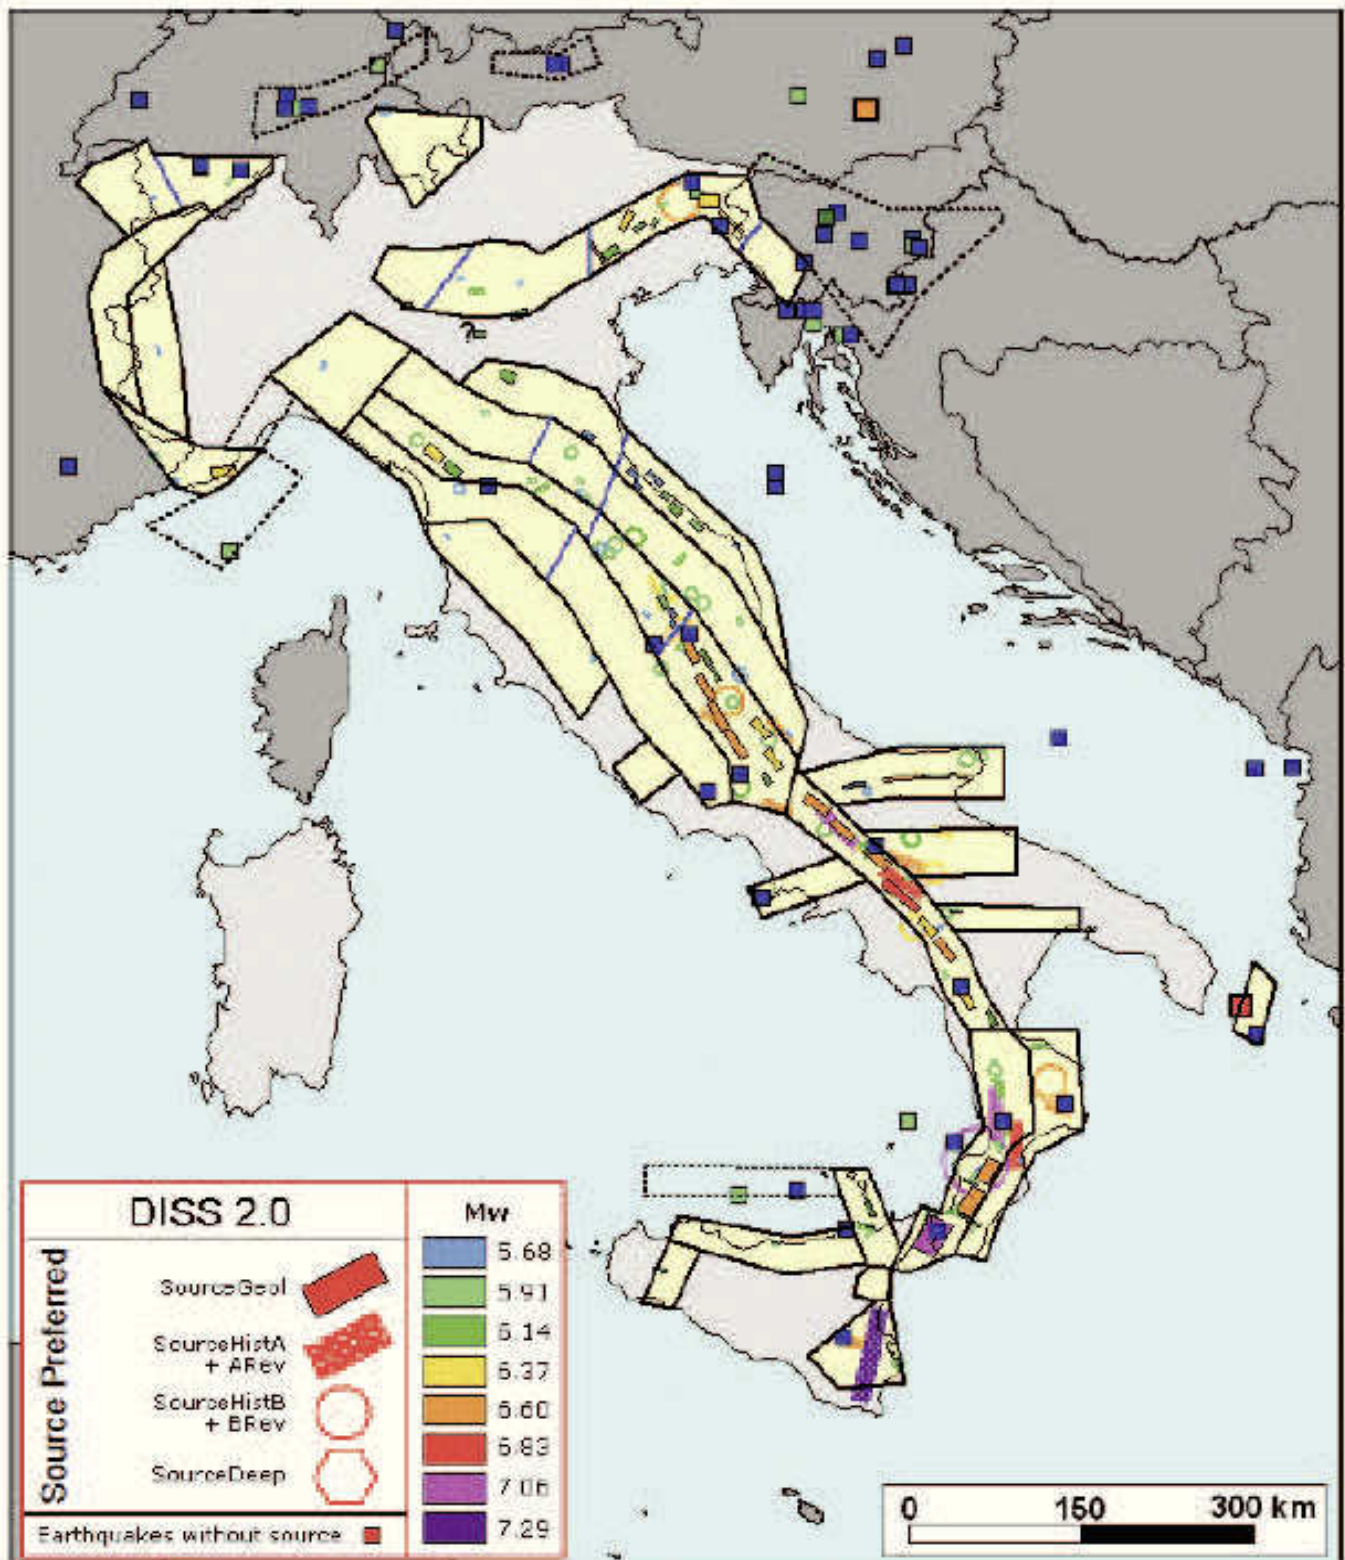 ?
DISS 2.0
Source Preferred
SourceGeol
SourceHistA
+ ARev
SourceHistB
+ BRev
SourceDeep
Earthquakes without source
Mw
5.68
5.91
6.14
6.37
6.60
6.83
7.06
7.29
0 150 300 km